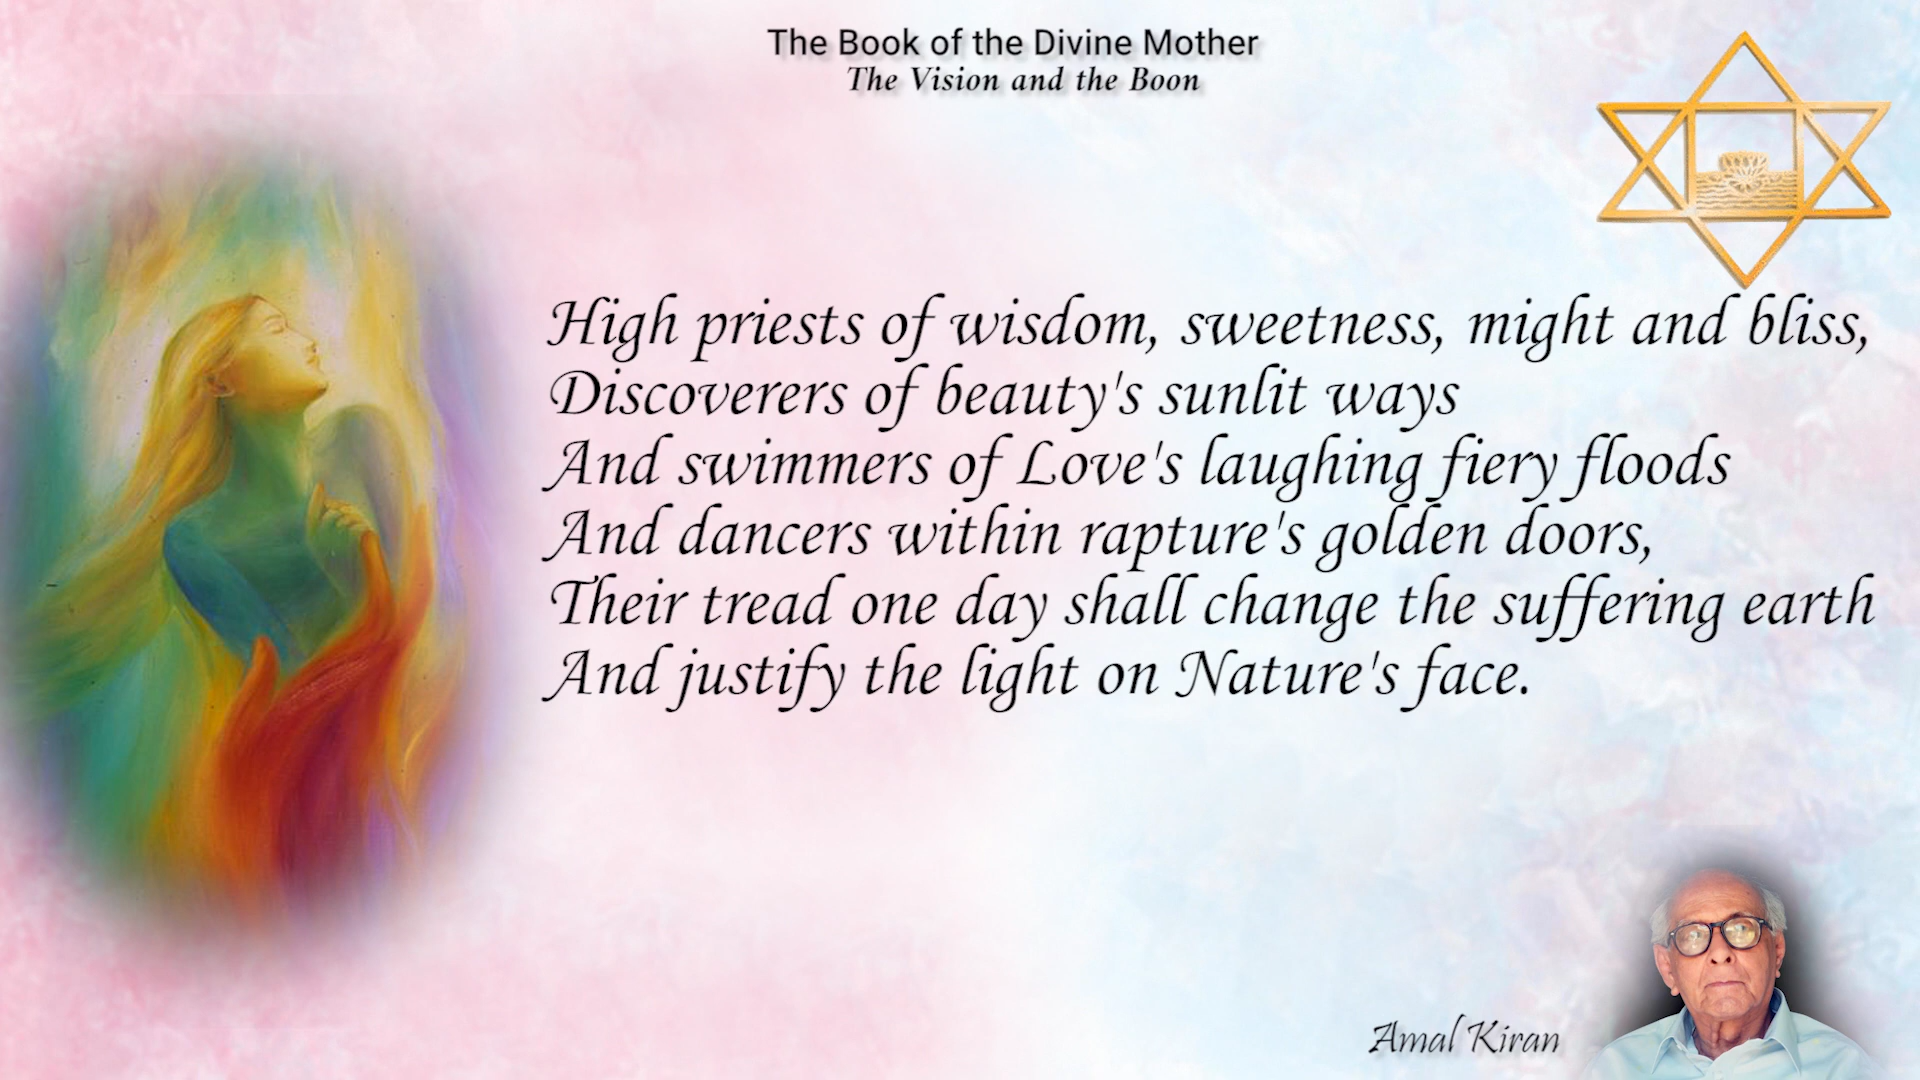 The Book of the Divine Mother
The Vision and the Boon
High priests of wisdom, sweetness, might and bliss,
Discoverers of beauty's sunlit ways
And swimmers of Love's laughing fiery floods
And dancers within rapture's golden doors,
Their tread one day shall change the suffering earth
And justify the light on Nature's face.
Amal Kiran